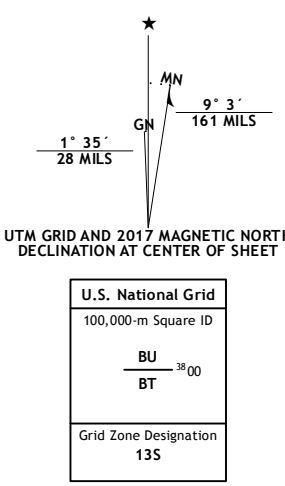 MN
GN
9° 3´
161 MILS
1° 35´
28 MILS
UTM GRID AND 2017 MAGNETIC NORTH
DECLINATION AT CENTER OF SHEET
U.S. National Grid
100,000-m Square ID
BU
3800
BT
Grid Zone Designation
13S